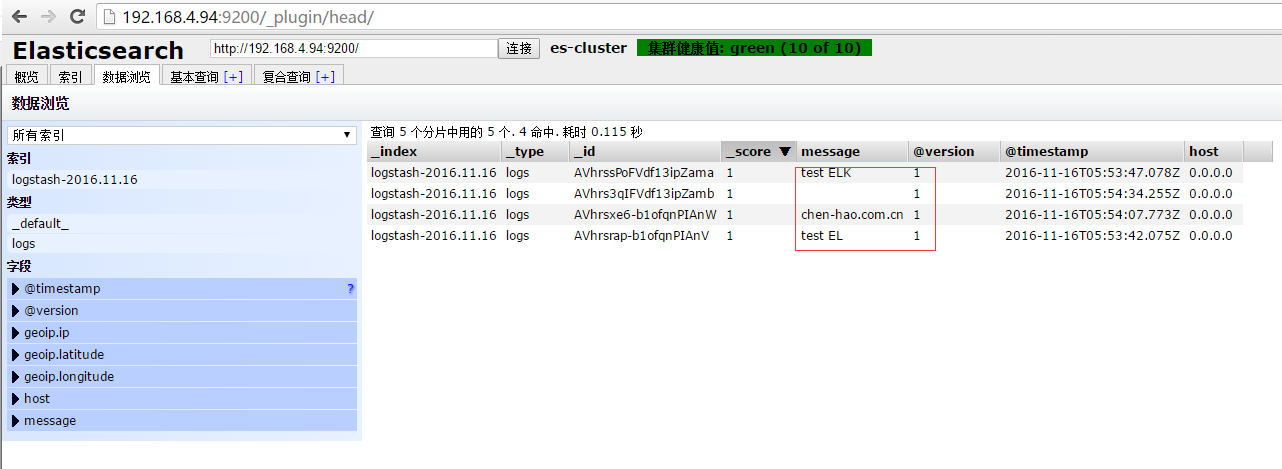 192.168.4.94:9200/_plugin/head/
Elasticsearch http://192.168.4.94:9200/ 连接 es-cluster 集群健康值: green (10 of 10)
概览 索引 数据浏览 基本查询 [+] 复合查询 [+]
数据浏览
所有索引 ▼
索引
logstash-2016.11.16
类型
_default_
logs
字段
@timestamp ?
@version
geoip.ip
geoip.latitude
geoip.longitude
host
message
查询 5 个分片中用的 5 个. 4 命中. 耗时 0.115 秒
_index _type _id _score ▼ message @version @timestamp host
logstash-2016.11.16 logs AVhrssPoFVdf13ipZama 1 test ELK 1 2016-11-16T05:53:47.078Z 0.0.0.0
logstash-2016.11.16 logs AVhrs3qIFVdf13ipZamb 1 1 2016-11-16T05:54:34.255Z 0.0.0.0
logstash-2016.11.16 logs AVhrsxe6-b1ofqnPIAnW 1 chen-hao.com.cn 1 2016-11-16T05:54:07.773Z 0.0.0.0
logstash-2016.11.16 logs AVhrsrap-b1ofqnPIAnV 1 test EL 1 2016-11-16T05:53:42.075Z 0.0.0.0